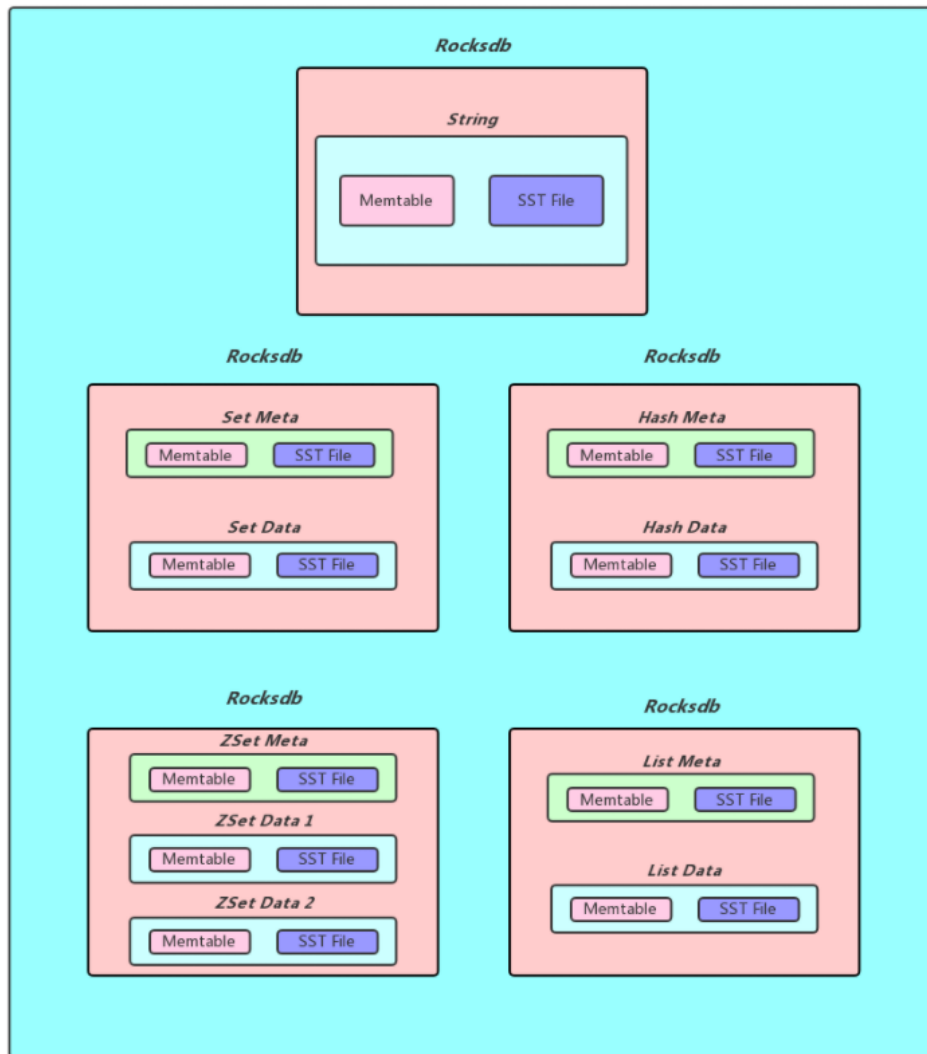 Rocksdb
String
Memtable SST File
Rocksdb Rocksdb
Set Meta Hash Meta
Memtable SST File Memtable SST File
Set Data Hash Data
Memtable SST File Memtable SST File
Rocksdb
Rocksdb
ZSet Meta
List Meta
Memtable SST File
Memtable SST File
ZSet Data 1
Memtable SST File
List Data
ZSet Data 2
Memtable SST File
Memtable SST File